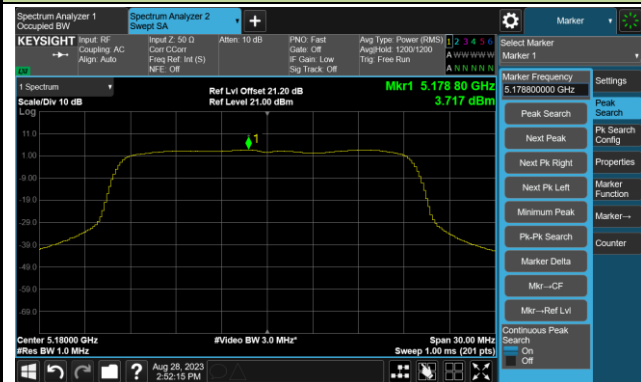 Spectrum Analyzer 1
Occupied BW
Spectrum Analyzer 2
Swept SA
Marker
KEYSIGHT
Input: RF
Coupling: AC
Align: Auto
Input Z: 50 Ω
Corr CCorr
Freq Ref: Int (S)
NFE: Off
Atten: 10 dB
PNO: Fast
Gate: Off
IF Gain: Low
Sig Track: Off
Avg Type: Power (RMS)
Avg|Hold: 1200/1200
Trig: Free Run
1 2 3 4 5 6
A W W W W W
A N N N N N
LXI
Select Marker
Marker 1
1 Spectrum
Scale/Div 10 dB
Log
Ref Lvl Offset 21.20 dB
Ref Level 21.00 dBm
Mkr1 5.178 80 GHz
3.717 dBm
11.0
1.00
-9.00
-19.0
-29.0
-39.0
-49.0
-59.0
-69.0
1
Center 5.18000 GHz
#Res BW 1.0 MHz
#Video BW 3.0 MHz*
Span 30.00 MHz
Sweep 1.00 ms (201 pts)
Marker Frequency
5.178800000 GHz
Peak Search
Next Peak
Next Pk Right
Next Pk Left
Minimum Peak
Pk-Pk Search
Marker Delta
Mkr→CF
Mkr→Ref Lvl
Continuous Peak
Search
On
Off
Settings
Peak
Search
Pk Search
Config
Properties
Marker
Function
Marker→
Counter
?
Aug 28, 2023
2:52:15 PM